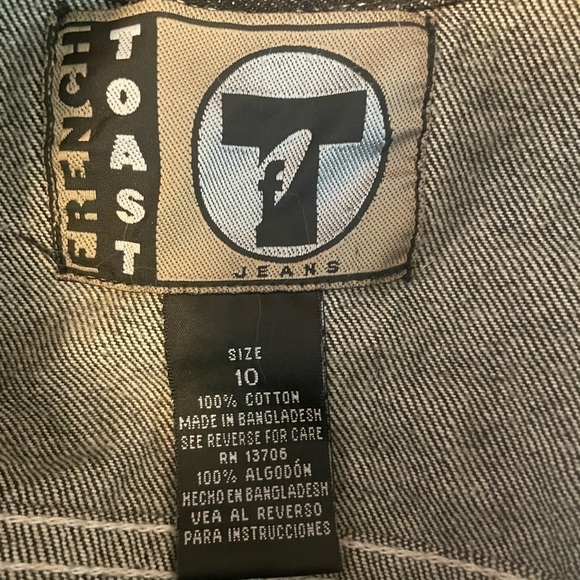 FRENCH
TOAST
fT
JEANS
SIZE
10
100% COTTON
MADE IN BANGLADESH
SEE REVERSE FOR CARE
RN 13706
100% ALGODÓN
HECHO EN BANGLADESH
VEA AL REVERSO
PARA INSTRUCCIONES